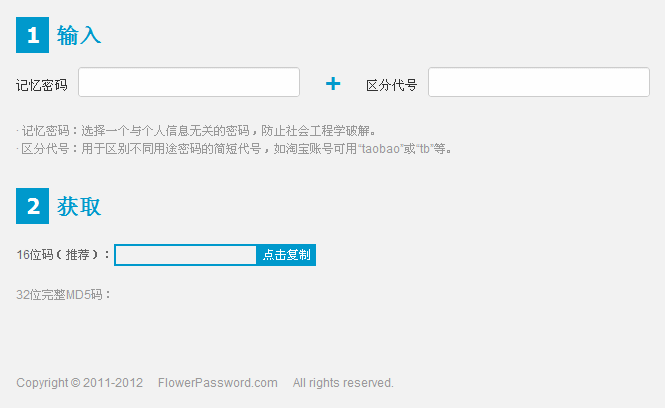 1 输入
记忆密码 + 区分代号
· 记忆密码：选择一个与个人信息无关的密码，防止社会工程学破解。
· 区分代号：用于区别不同用途密码的简短代号，如淘宝账号可用“taobao”或“tb”等。
2 获取
16位码（推荐）： 点击复制
32位完整MD5码：
Copyright © 2011-2012 FlowerPassword.com All rights reserved.